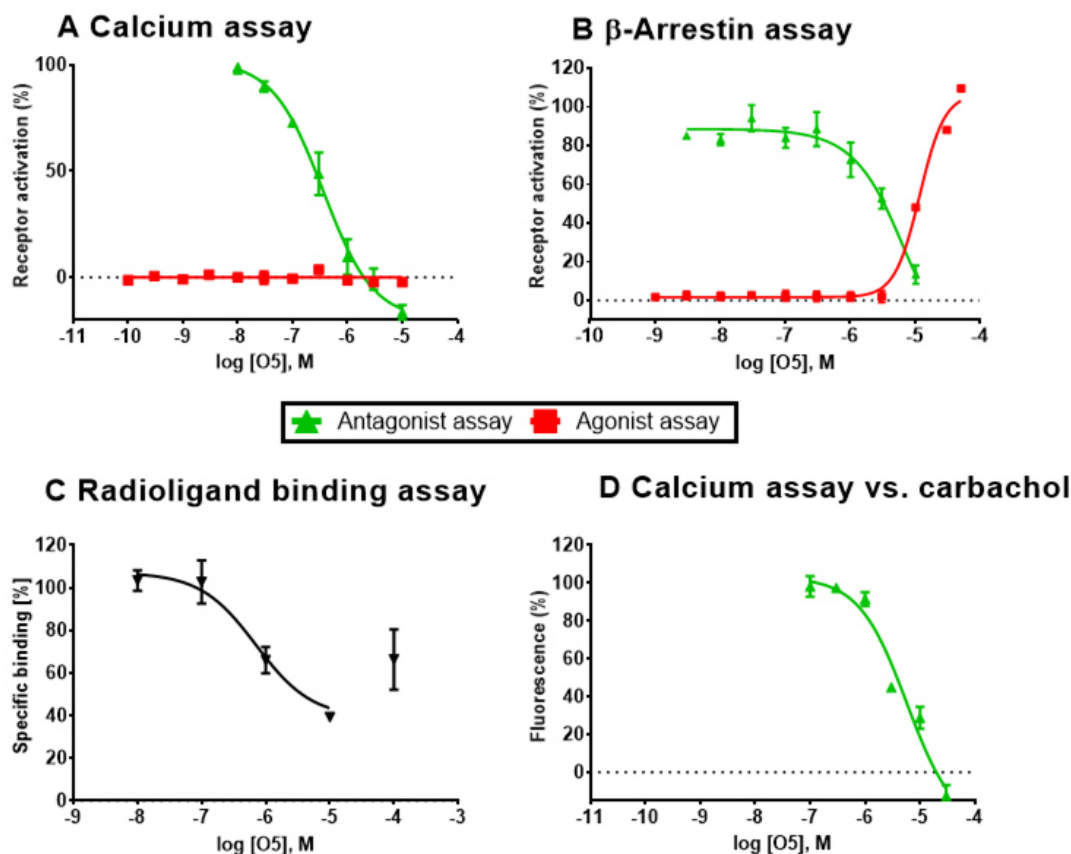 A Calcium assay
Receptor activation (%)
100
50
0
-11 -10 -9 -8 -7 -6 -5 -4
log [O5], M
B β-Arrestin assay
Receptor activation (%)
120
100
80
60
40
20
0
-10 -9 -8 -7 -6 -5 -4
log [O5], M
Antagonist assay Agonist assay
C Radioligand binding assay
Specific binding [%]
120
100
80
60
40
20
0
-9 -8 -7 -6 -5 -4 -3
log [O5], M
D Calcium assay vs. carbachol
Fluorescence (%)
120
100
80
60
40
20
0
-11 -10 -9 -8 -7 -6 -5 -4
log [O5], M